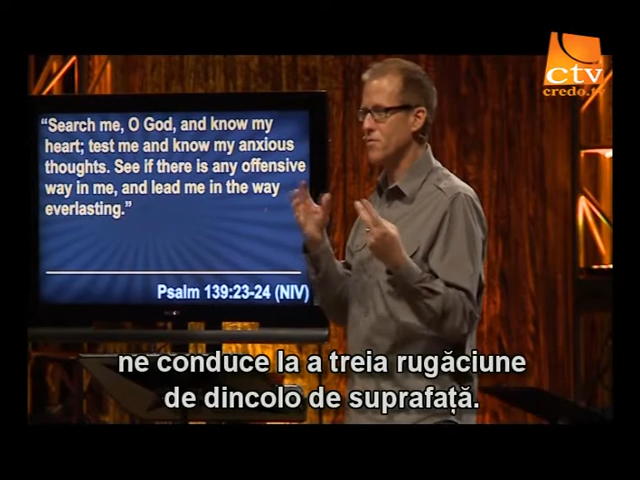 ctv
credo.tv
“Search me, O God, and know my
heart; test me and know my anxious
thoughts. See if there is any offensive
way in me, and lead me in the way
everlasting.”
Psalm 139:23-24 (NIV)
ne conduce la a treia rugăciune
de dincolo de suprafață.